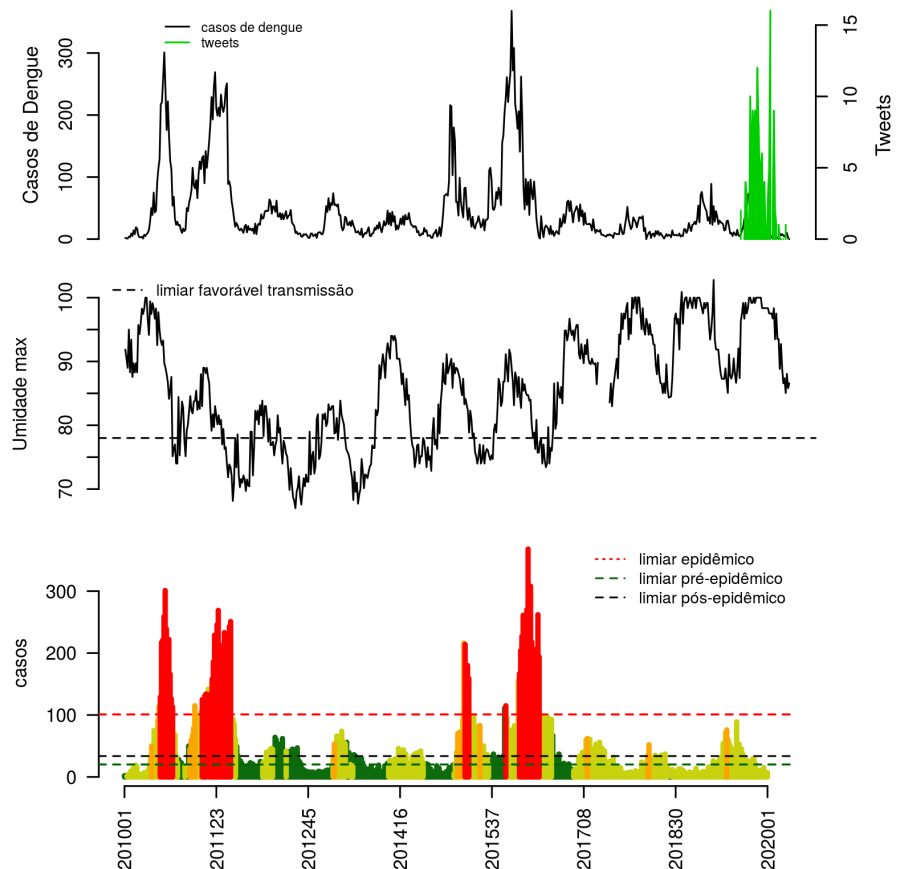 casos de dengue
tweets
Casos de Dengue
0
100
200
300
0
5
10
15
Tweets
limiar favorável transmissão
Umidade max
70
80
90
100
limiar epidêmico
limiar pré-epidêmico
limiar pós-epidêmico
casos
300
200
100
0
201001
201123
201245
201416
201537
201708
201830
202001